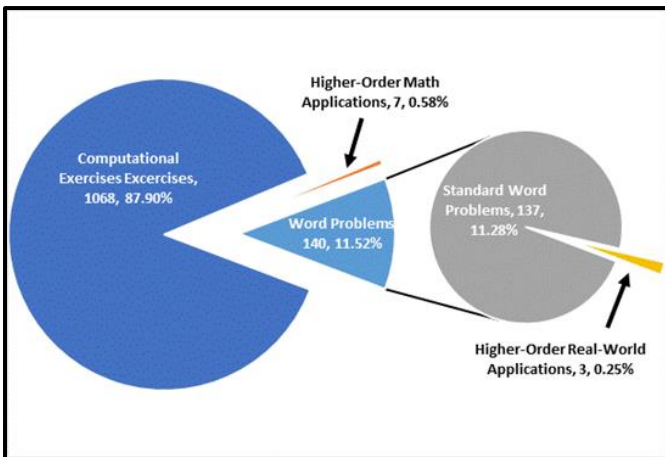 Higher-Order Math
Applications, 7, 0.58%
Computational
Exercises Excercises,
1068, 87.90%
Word Problems
140, 11.52%
Standard Word
Problems, 137,
11.28%
Higher-Order Real-World
Applications, 3, 0.25%